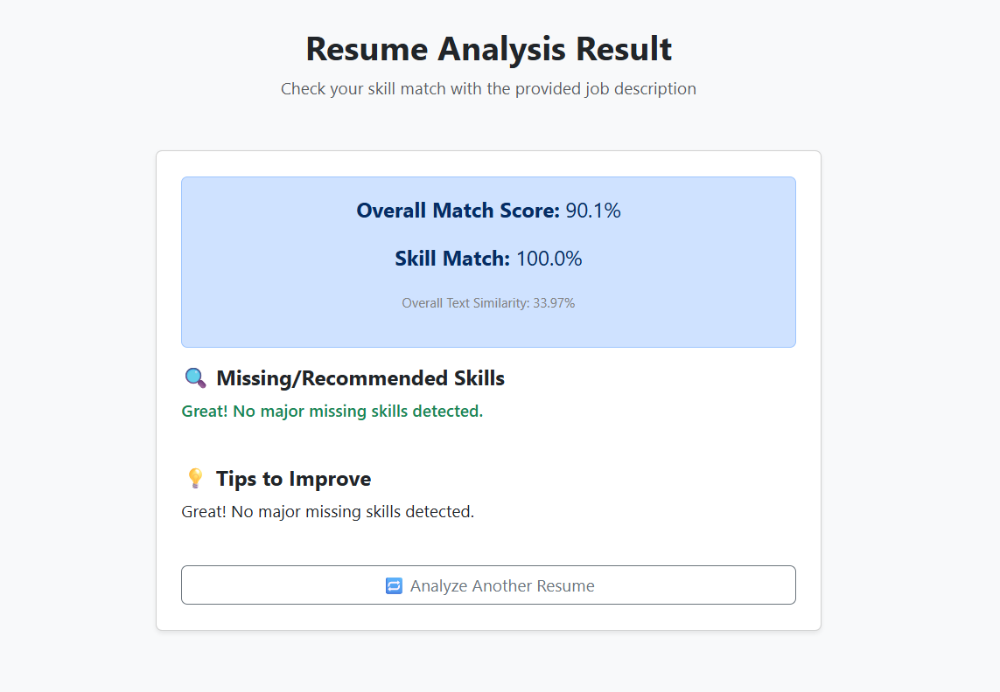 Resume Analysis Result
Check your skill match with the provided job description
Overall Match Score: 90.1%
Skill Match: 100.0%
Overall Text Similarity: 33.97%
🔍 Missing/Recommended Skills
Great! No major missing skills detected.
💡 Tips to Improve
Great! No major missing skills detected.
🔁 Analyze Another Resume